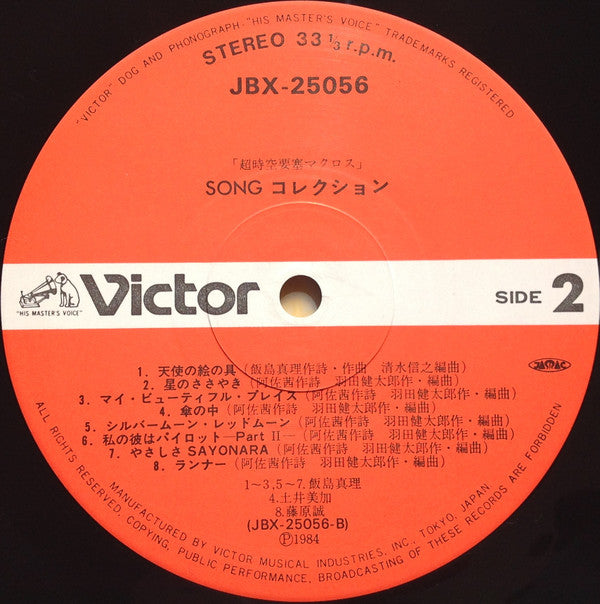 "VICTOR" DOG AND PHONOGRAPH-"HIS MASTER'S VOICE" TRADEMARKS REGISTERED
STEREO 33 1/3 r.p.m.
JBX-25056
「超時空要塞マクロス」
SONG コレクション
"HIS MASTER'S VOICE"
Victor
SIDE 2
1. 天使の絵の具(飯島真理作詩・作曲 清水信之編曲)
2. 星のささやき(阿佐茜作詩 羽田健太郎作・編曲)
3. マイ・ビューティフル・プレイス(阿佐茜作詩 羽田健太郎作・編曲)
4. 傘の中(阿佐茜作詩 羽田健太郎作・編曲)
5. シルバームーン・レッドムーン(阿佐茜作詩 羽田健太郎作・編曲)
6. 私の彼はパイロット―Part II―(阿佐茜作詩 羽田健太郎作・編曲)
7. やさしさSAYONARA(阿佐茜作詩 羽田健太郎作・編曲)
8. ランナー(阿佐茜作詩 羽田健太郎作・編曲)
JASRAC
1~3,5~7.飯島真理
4.土井美加
8.藤原誠
(JBX-25056-B)
Ⓟ1984
ALL RIGHTS RESERVED. COPYING, PUBLIC PERFORMANCE, BROADCASTING OF THESE RECORDS ARE FORBIDDEN
MANUFACTURED BY VICTOR MUSICAL INDUSTRIES, INC., TOKYO, JAPAN